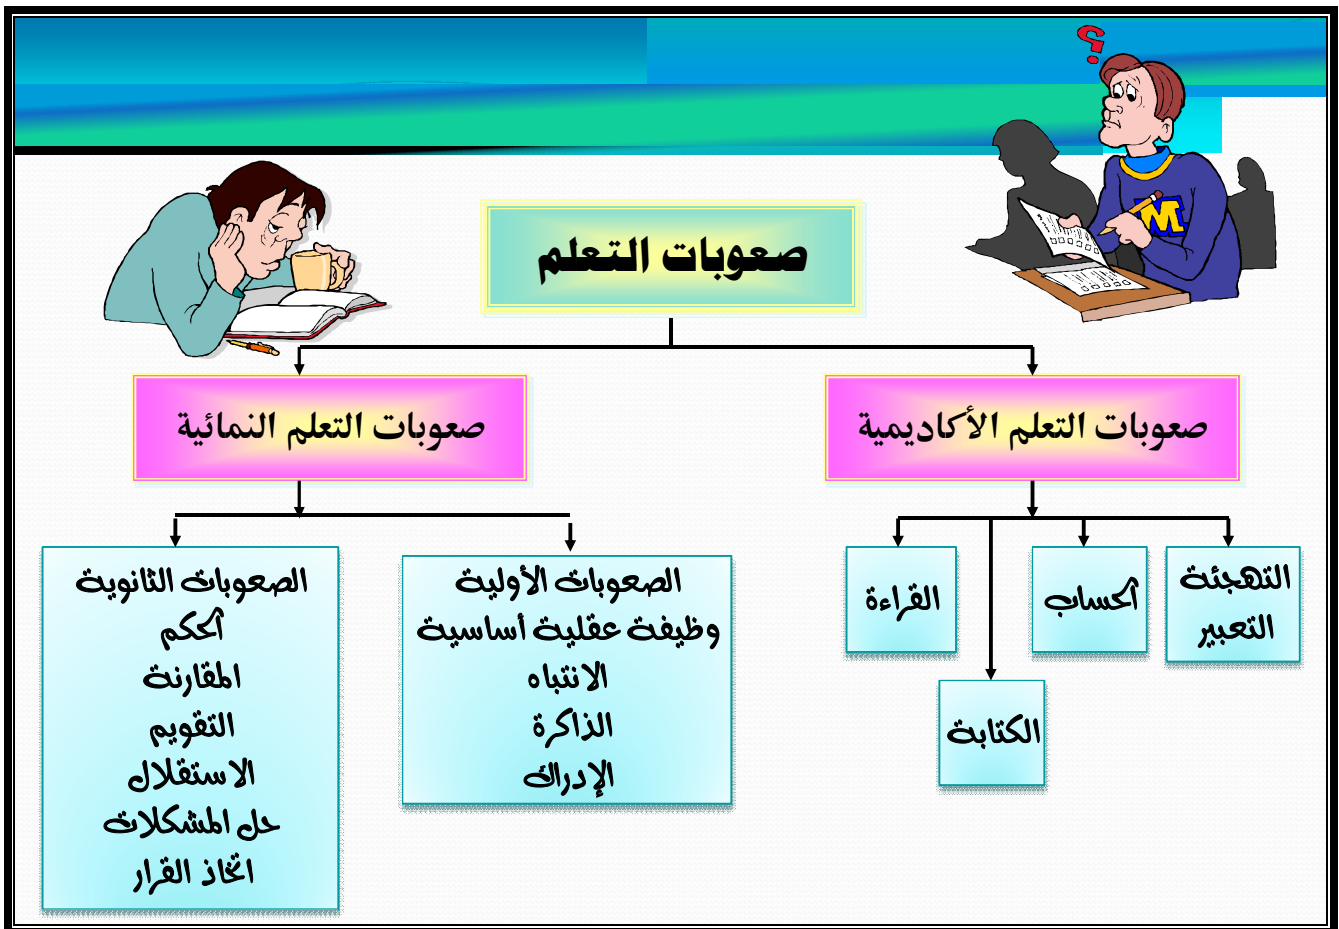 ؟
M
صعوبات التعلم
صعوبات التعلم الأكاديمية
صعوبات التعلم النمائية
التهجئة
التعبير
الحساب
الكتابة
القراءة
الصعوبات الأولية
وظيفة عقلية أساسية
الانتباه
الذاكرة
الإدراك
الصعوبات الثانوية
الحكم
المقارنة
التقويم
الاستقلال
حل المشكلات
اتخاذ القرار